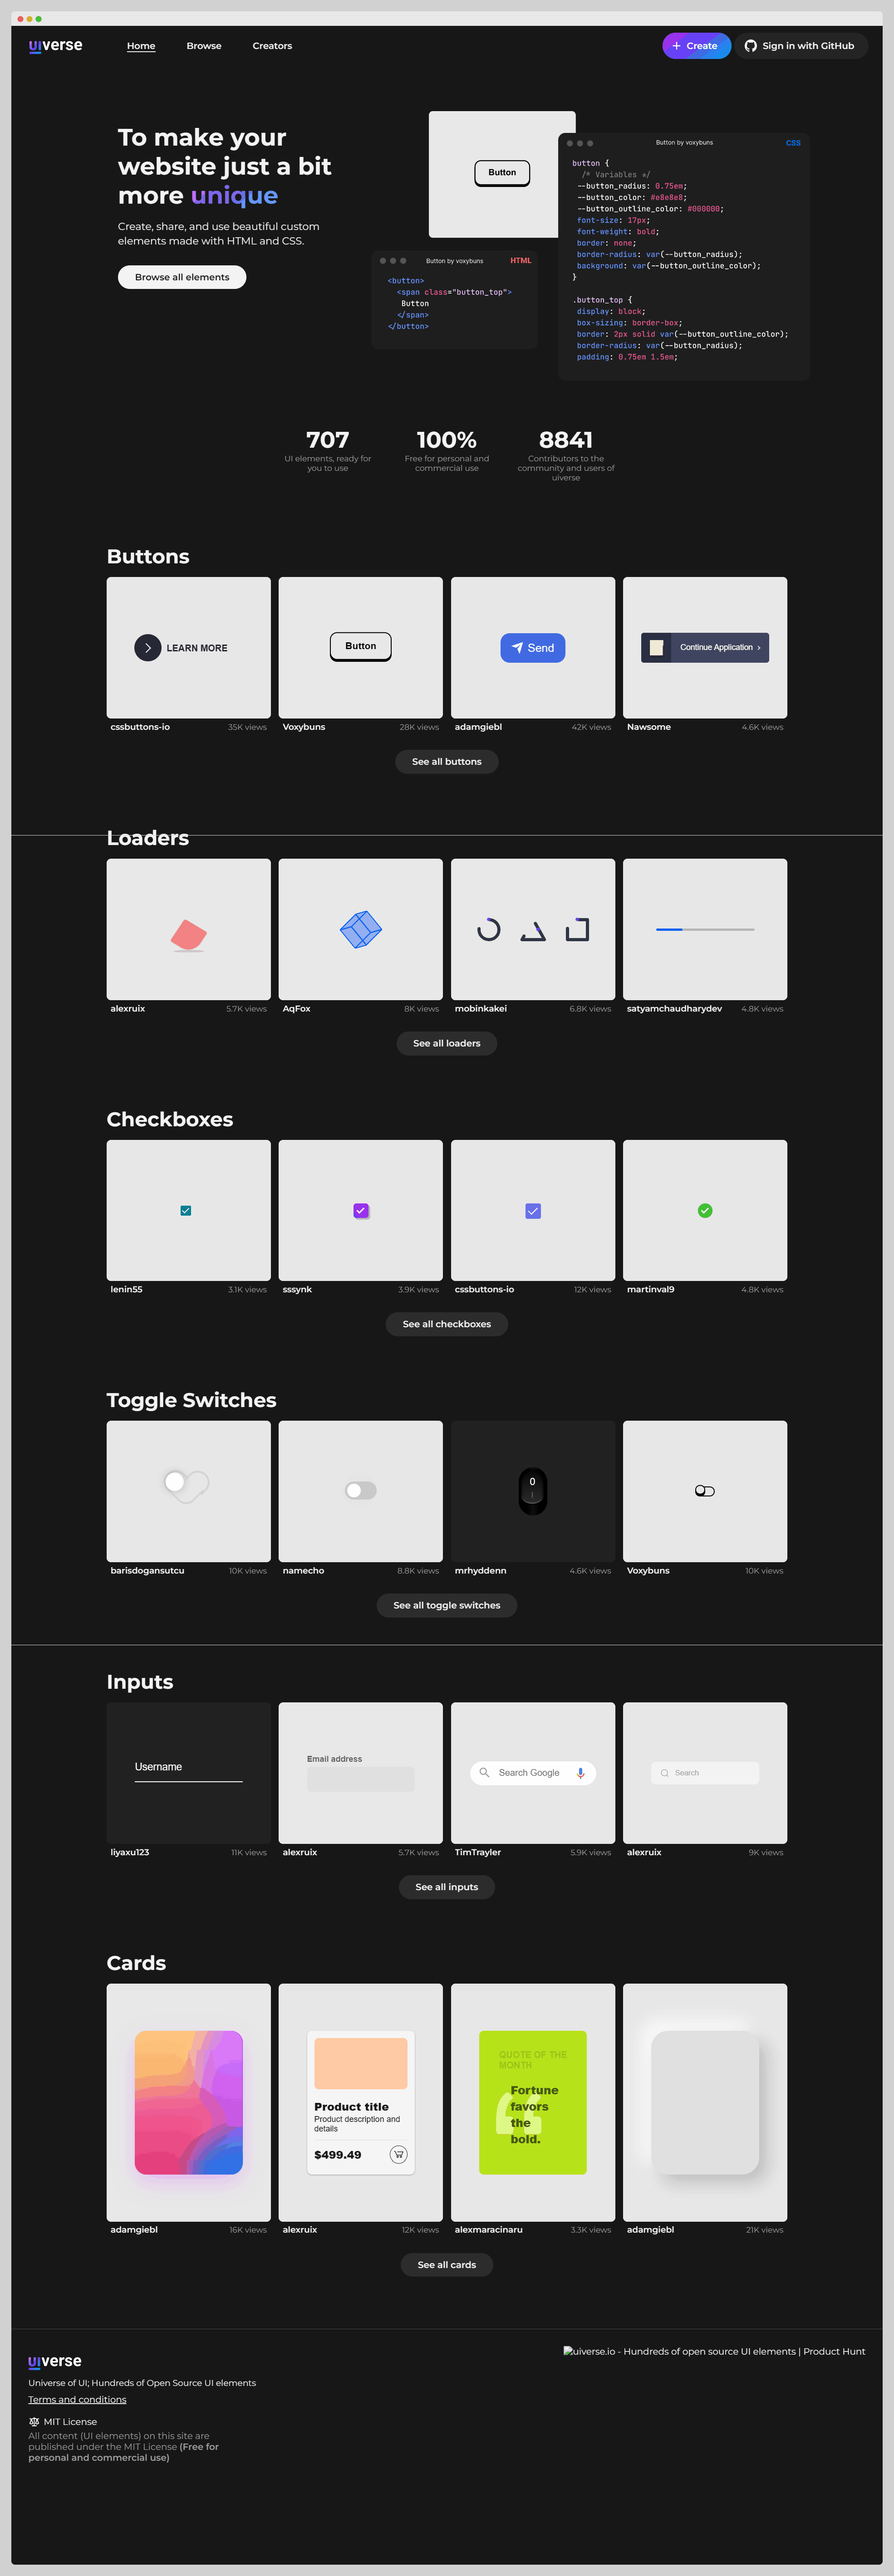 uiverse
Home
Browse
Creators
+ Create
Sign in with GitHub
To make your
website just a bit
more unique
Create, share, and use beautiful custom
elements made with HTML and CSS.
Browse all elements
Button
Button by voxybuns
HTML
<button>
<span class="button_top">
Button
</span>
</button>
Button by voxybuns
CSS
button {
/* Variables */
--button_radius: 0.75em;
--button_color: #e8e8e8;
--button_outline_color: #000000;
font-size: 17px;
font-weight: bold;
border: none;
border-radius: var(--button_radius);
background: var(--button_outline_color);
}
.button_top {
display: block;
box-sizing: border-box;
border: 2px solid var(--button_outline_color);
border-radius: var(--button_radius);
padding: 0.75em 1.5em;
707
UI elements, ready for
you to use
100%
Free for personal and
commercial use
8841
Contributors to the
community and users of
uiverse
Buttons
LEARN MORE
Button
Send
Continue Application ›
cssbuttons-io
35K views
Voxybuns
28K views
adamgiebl
42K views
Nawsome
4.6K views
See all buttons
Loaders
alexruix
5.7K views
AqFox
8K views
mobinkakei
6.8K views
satyamchaudharydev
4.8K views
See all loaders
Checkboxes
lenin55
3.1K views
sssynk
3.9K views
cssbuttons-io
12K views
martinval9
4.8K views
See all checkboxes
Toggle Switches
0
barisdogansutcu
10K views
namecho
8.8K views
mrhyddenn
4.6K views
Voxybuns
10K views
See all toggle switches
Inputs
Username
Email address
Search Google
Search
liyaxu123
11K views
alexruix
5.7K views
TimTrayler
5.9K views
alexruix
9K views
See all inputs
Cards
Product title
Product description and
details
$499.49
QUOTE OF THE
MONTH
Fortune
favors
the
bold.
adamgiebl
16K views
alexruix
12K views
alexmaracinaru
3.3K views
adamgiebl
21K views
See all cards
uiverse
Universe of UI; Hundreds of Open Source UI elements
Terms and conditions
MIT License
All content (UI elements) on this site are
published under the MIT License (Free for
personal and commercial use)
uiverse.io - Hundreds of open source UI elements | Product Hunt